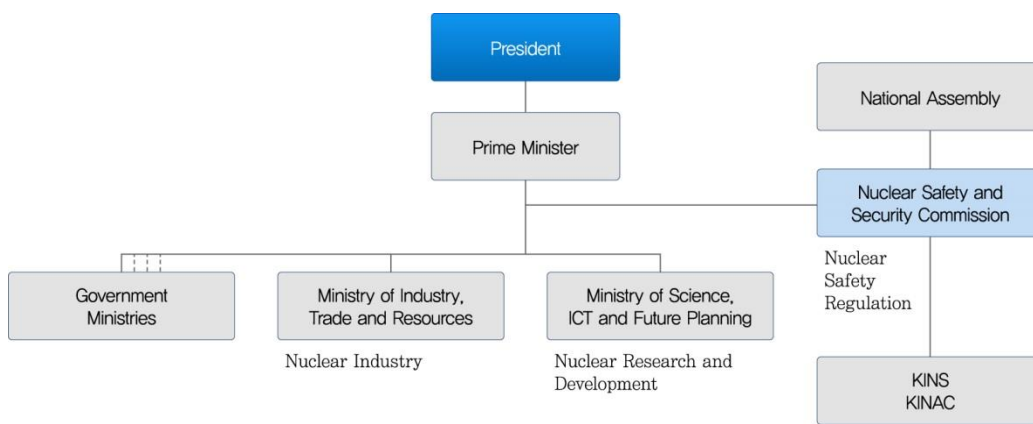 President
National Assembly
Prime Minister
Nuclear Safety and
Security Commission
Nuclear
Safety
Regulation
Government
Ministries
Ministry of Industry,
Trade and Resources
Nuclear Industry
Ministry of Science,
ICT and Future Planning
Nuclear Research and
Development
KINS
KINAC